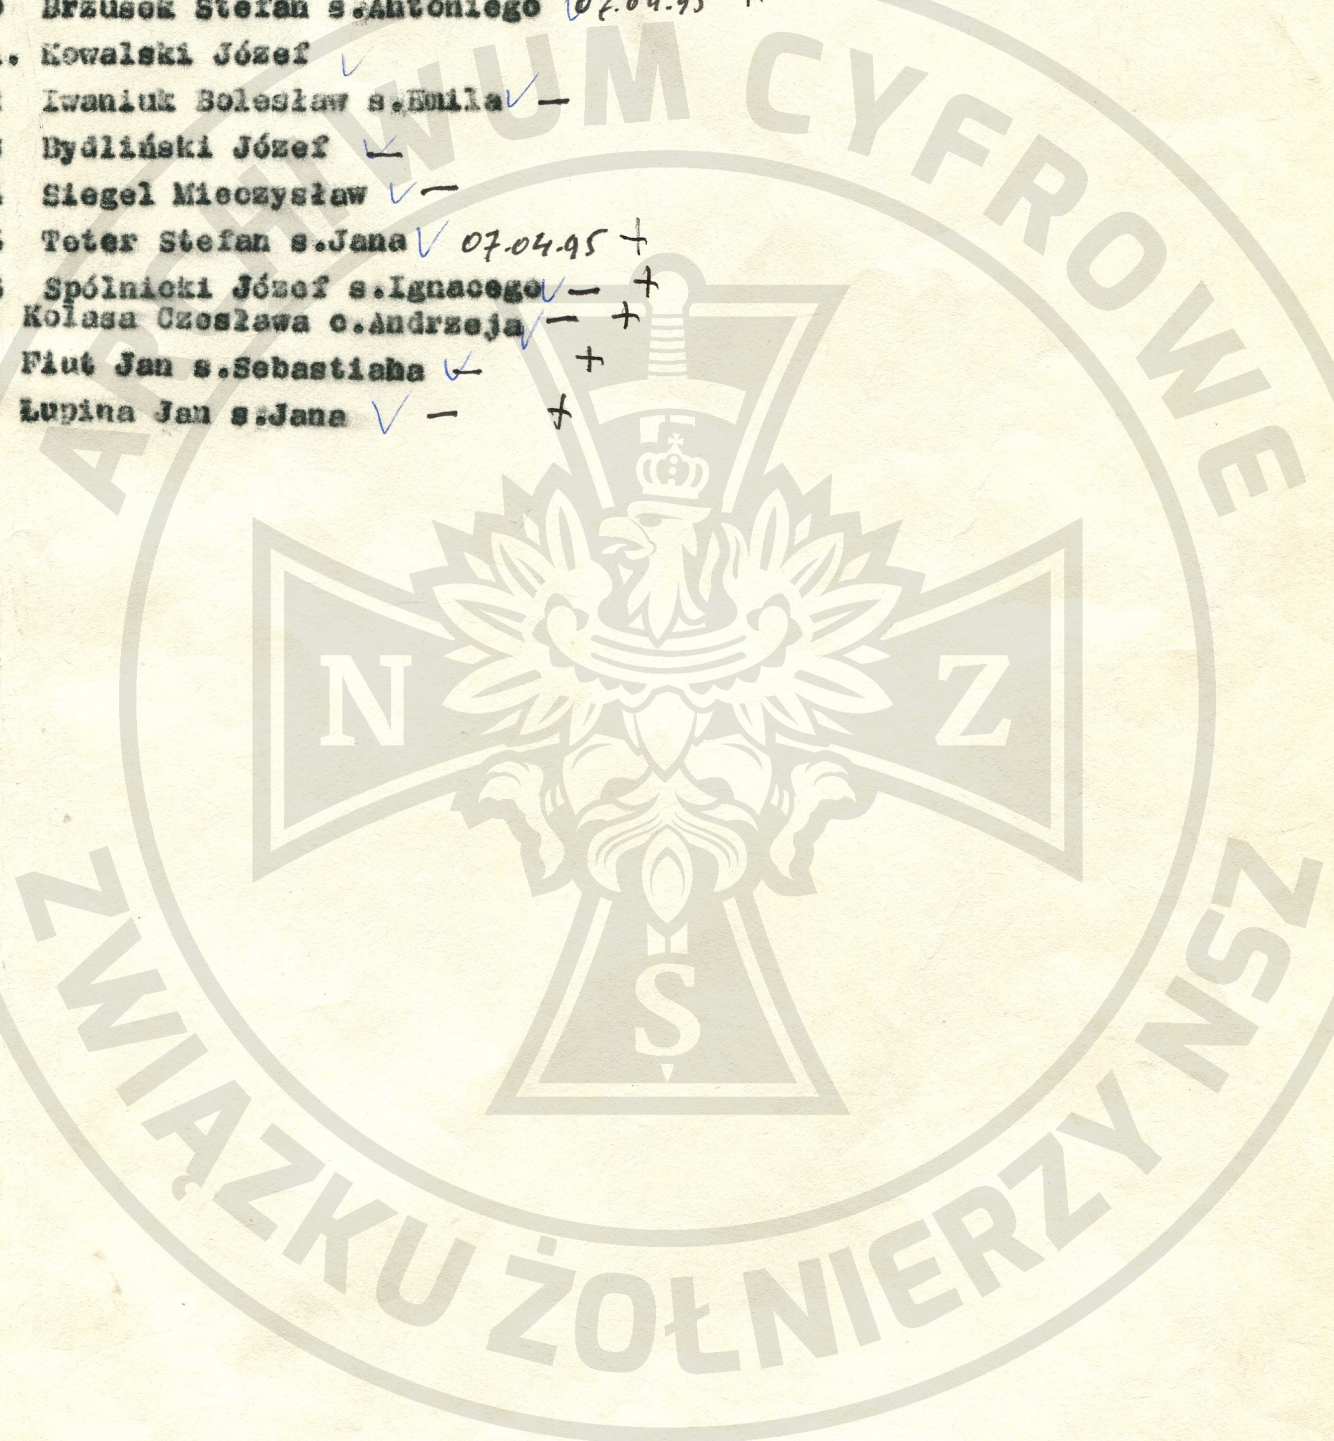 Brzusek Stefan s.Antoniego √ 07.04.95 +
. Kowalski Józef √
Iwaniuk Bolesław s.Emila √ —
Bydliński Józef √ —
Siegel Mieczysław √ —
Toter Stefan s.Jana √ 07.04.95 +
Spólnicki Józef s.Ignacego √ — +
Kolasa Czesława c.Andrzeja √ — +
Fiut Jan s.Sebastiana √ — +
Łupina Jan s.Jana √ — +
ARCHIWUM CYFROWE
N Z
S
ZWIĄZKU ŻOŁNIERZY NSZ